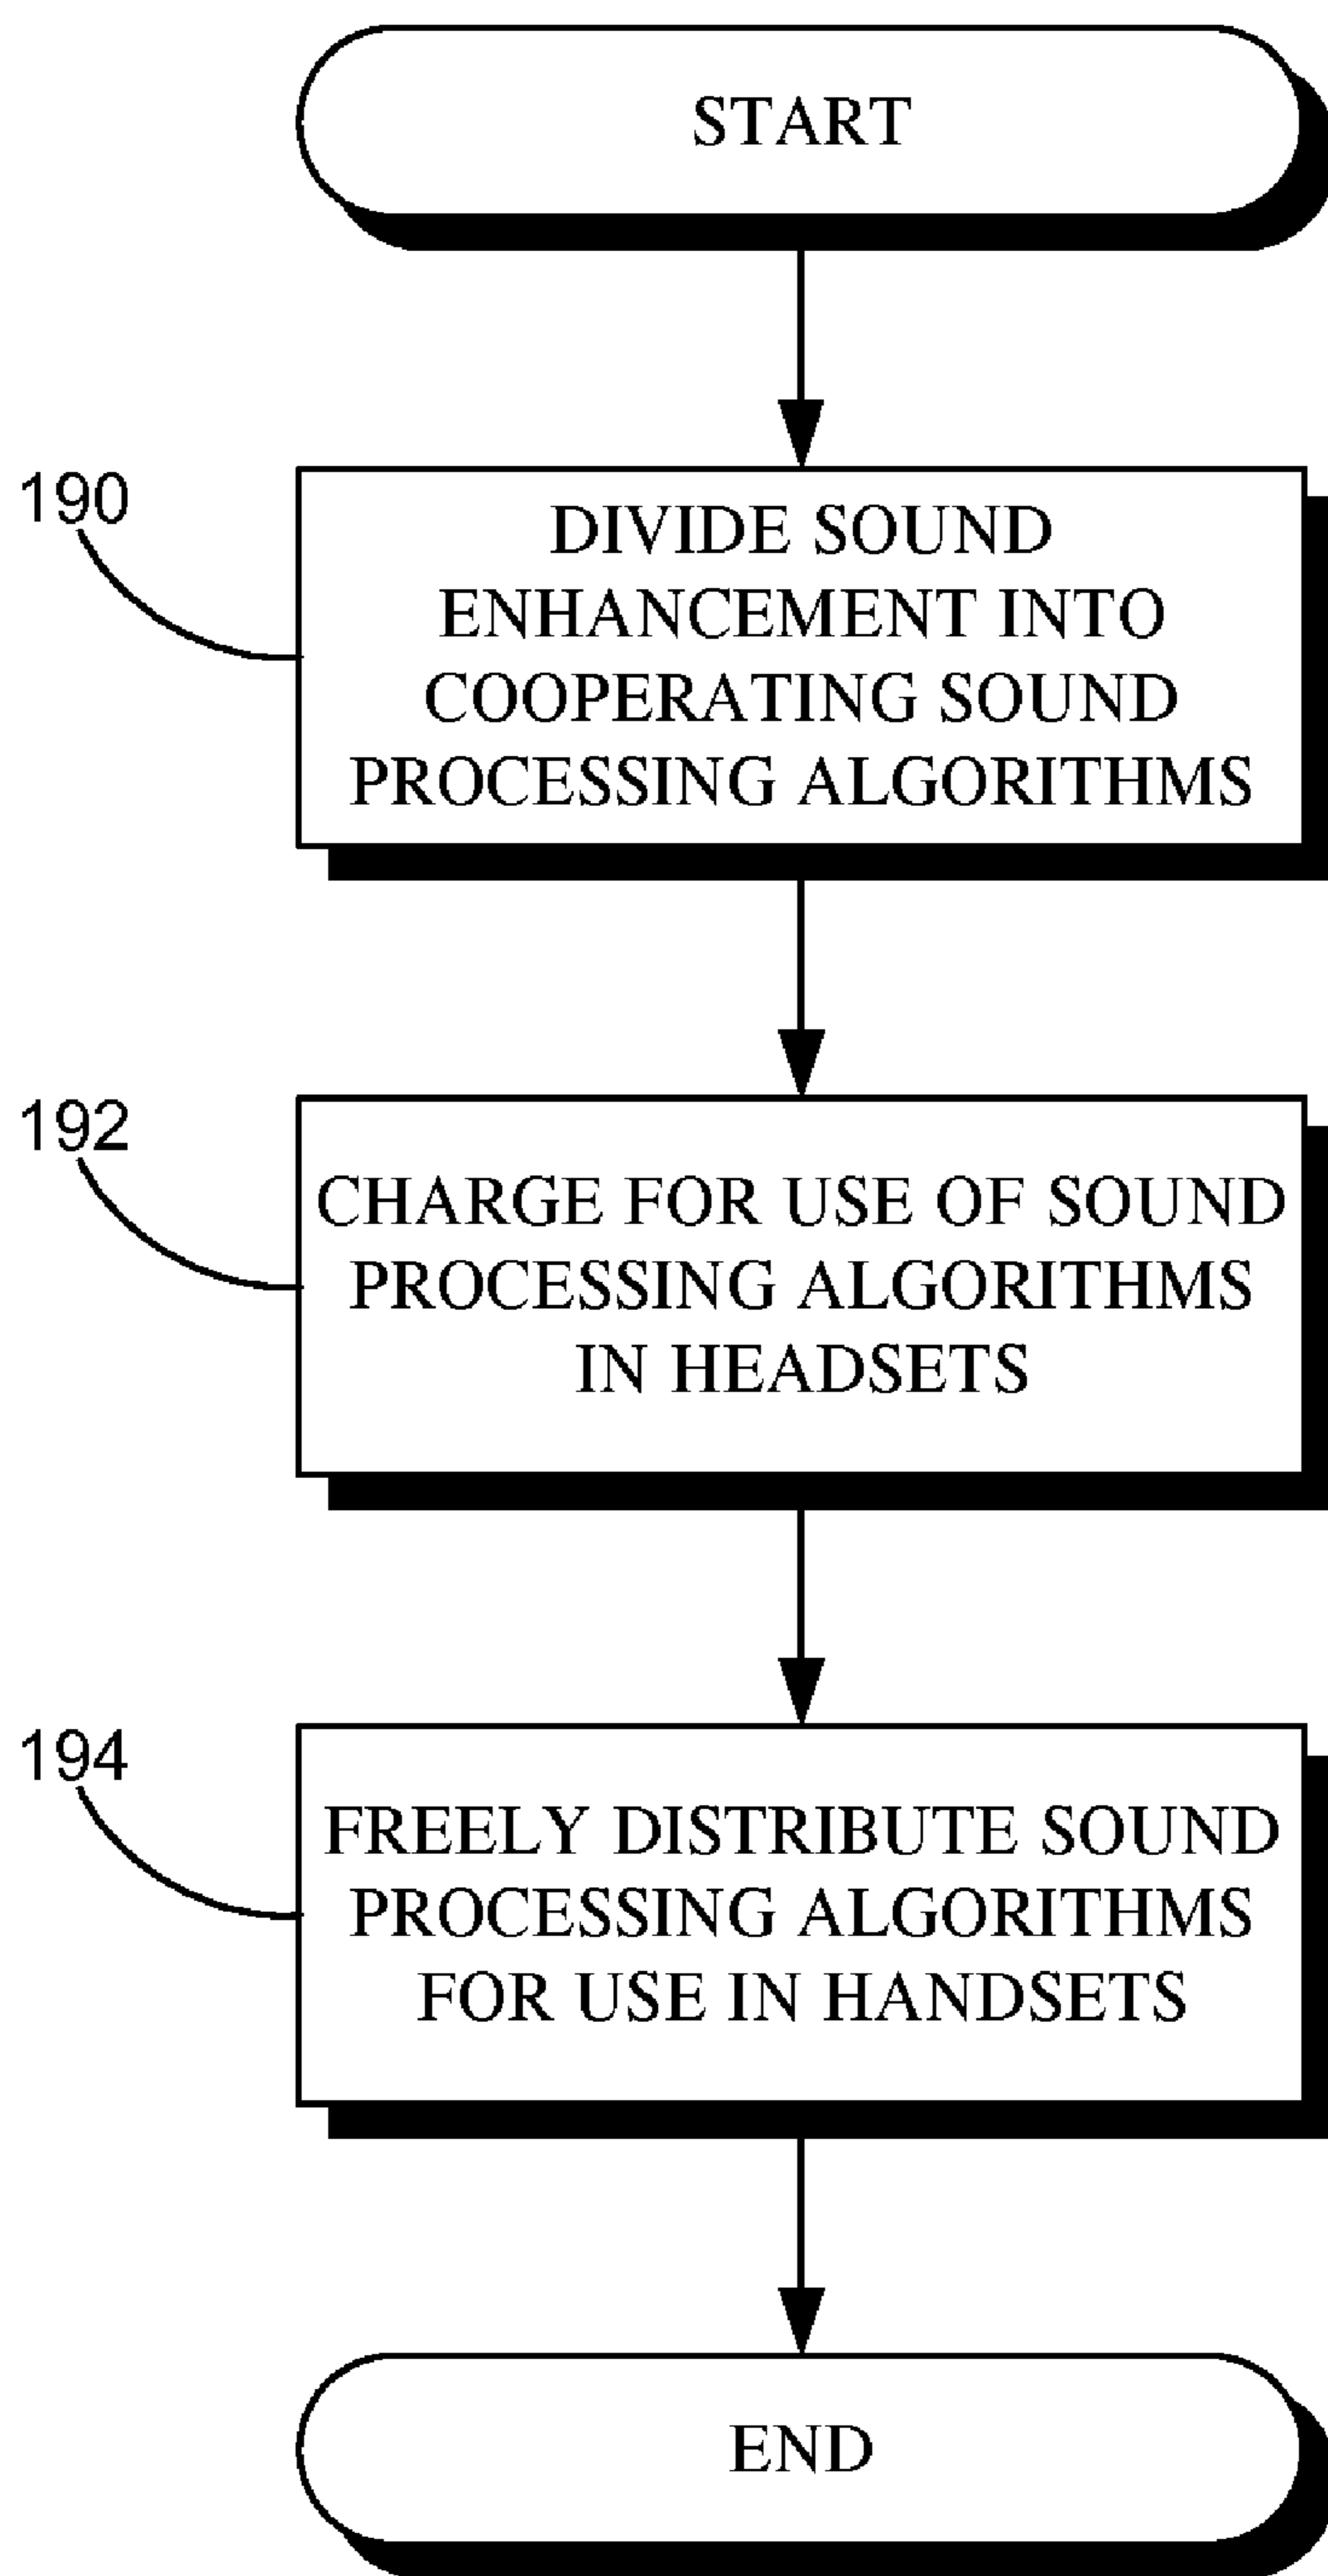 START
190
DIVIDE SOUND
ENHANCEMENT INTO
COOPERATING SOUND
PROCESSING ALGORITHMS
192
CHARGE FOR USE OF SOUND
PROCESSING ALGORITHMS
IN HEADSETS
194
FREELY DISTRIBUTE SOUND
PROCESSING ALGORITHMS
FOR USE IN HANDSETS
END